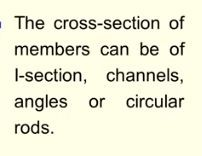 The cross-section of
members can be of
I-section, channels,
angles or circular
rods.